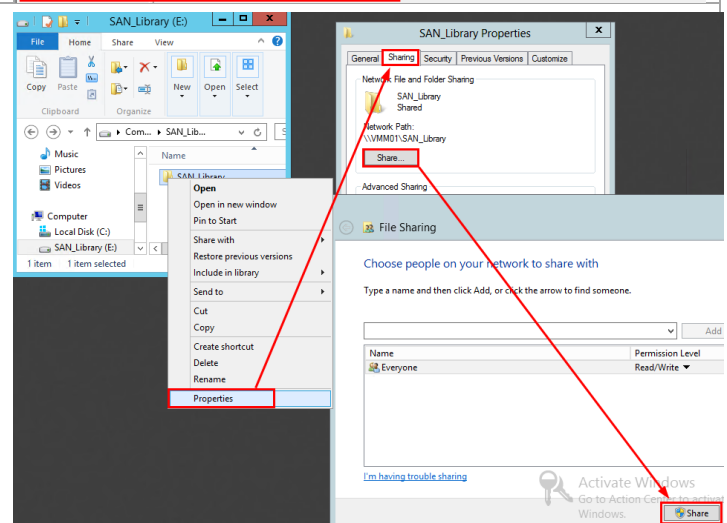 SAN_Library (E:)
File Home Share View
Copy Paste
New Open Select
Clipboard Organize
Com... SAN_Lib...
Music
Pictures
Videos
Computer
Local Disk (C:)
SAN_Library (E:)
Name
SAN_Library
1 item 1 item selected
Open
Open in new window
Pin to Start
Share with
Restore previous versions
Include in library
Send to
Cut
Copy
Create shortcut
Delete
Rename
Properties
SAN_Library Properties
General Sharing Security Previous Versions Customize
Network File and Folder Sharing
SAN_Library
Shared
Network Path:
\\VMM01\SAN_Library
Share...
Advanced Sharing
File Sharing
Choose people on your network to share with
Type a name and then click Add, or click the arrow to find someone.
Add
Name Permission Level
Everyone Read/Write
I'm having trouble sharing
Activate Windows
Go to Action Center to activat
Windows.
Share